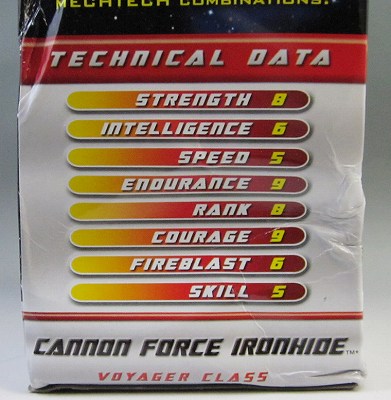 MECHTECH COMBINATIONS.
TECHNICAL DATA
STRENGTH 8
INTELLIGENCE 6
SPEED 5
ENDURANCE 9
RANK 8
COURAGE 9
FIREBLAST 6
SKILL 5
CANNON FORCE IRONHIDE™
VOYAGER CLASS